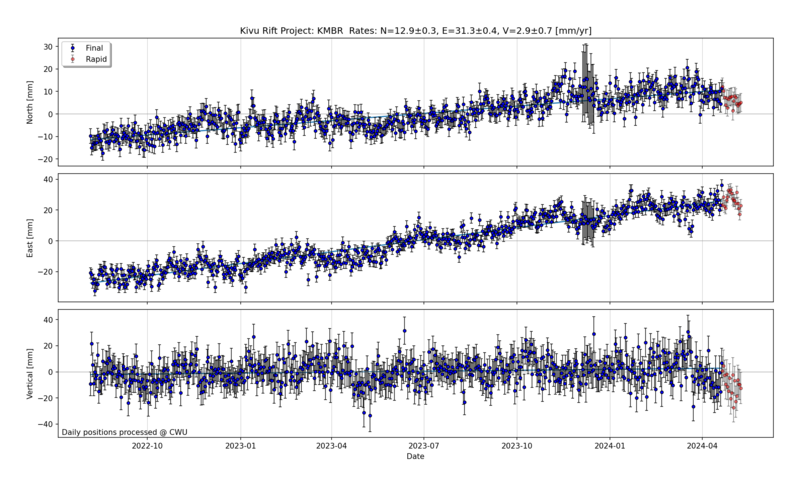 Kivu Rift Project: KMBR Rates: N=12.9±0.3, E=31.3±0.4, V=2.9±0.7 [mm/yr]
Final
Rapid
North [mm]
30
20
10
0
−10
−20
East [mm]
40
20
0
−20
Vertical [mm]
40
20
0
−20
−40
Daily positions processed @ CWU
2022-10 2023-01 2023-04 2023-07 2023-10 2024-01 2024-04
Date